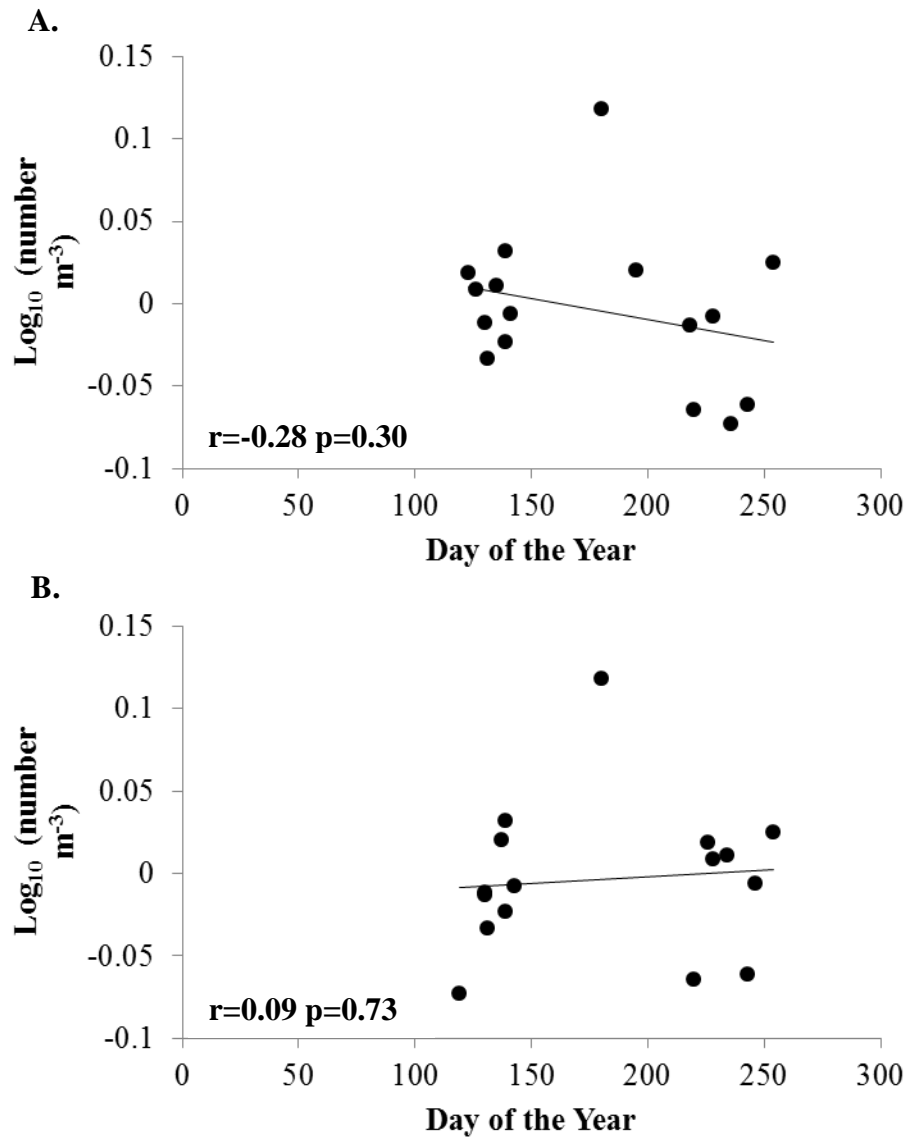 A.
0.15
0.1
0.05
0
-0.05
-0.1
Log₁₀ (number
m⁻³)
r=-0.28 p=0.30
0 50 100 150 200 250 300
Day of the Year
B.
0.15
0.1
0.05
0
-0.05
-0.1
Log₁₀ (number
m⁻³)
r=0.09 p=0.73
0 50 100 150 200 250 300
Day of the Year